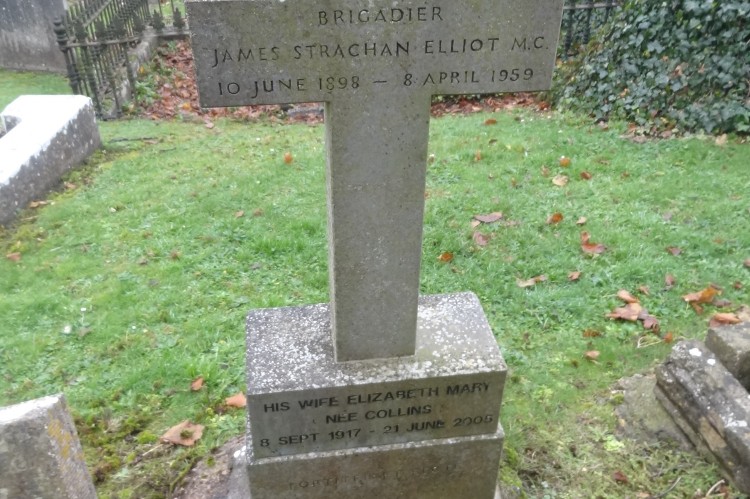 BRIGADIER
JAMES STRACHAN ELLIOT M.C.
10 JUNE 1898 — 8 APRIL 1959
HIS WIFE ELIZABETH MARY
NÉE COLLINS
8 SEPT 1917 - 21 JUNE 2005